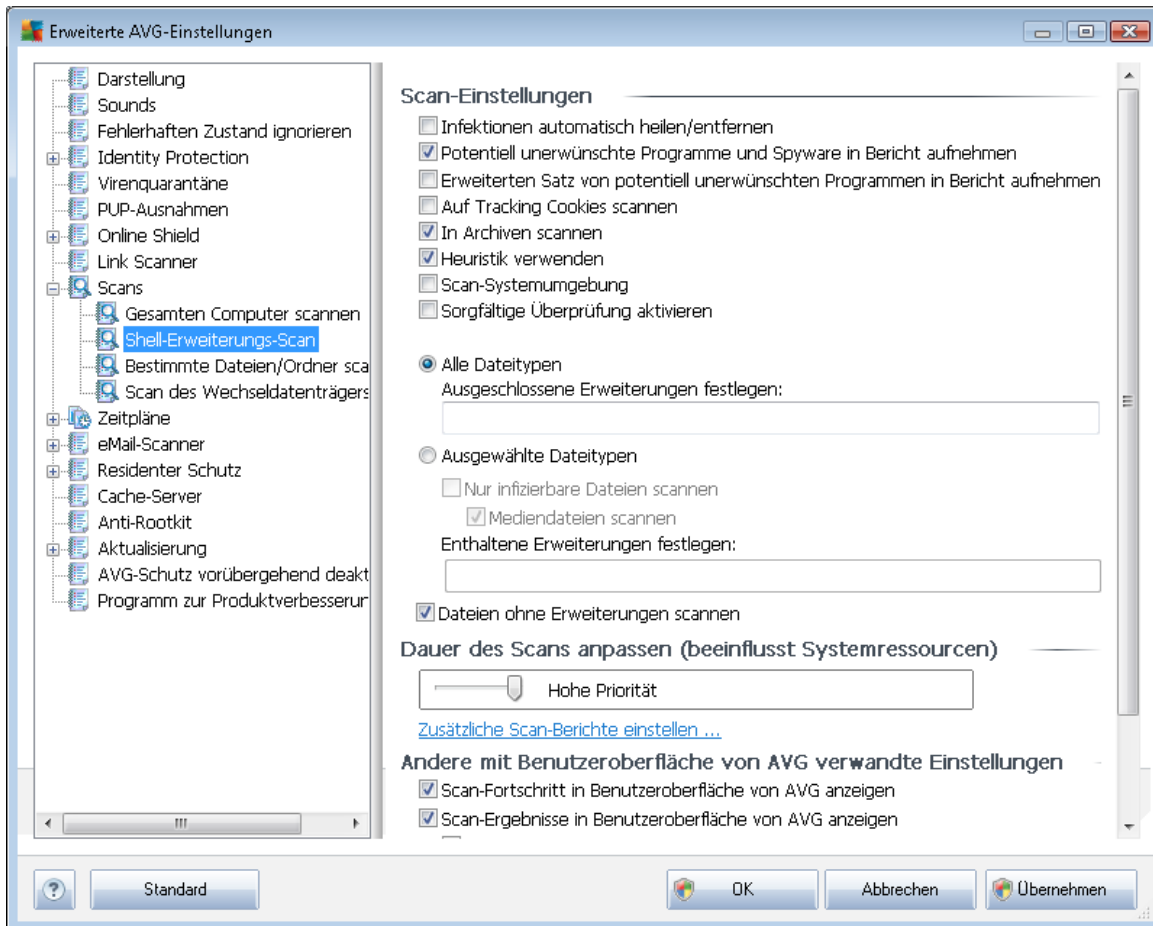 Erweiterte AVG-Einstellungen
Darstellung
Sounds
Fehlerhaften Zustand ignorieren
Identity Protection
Virenquarantäne
PUP-Ausnahmen
Online Shield
Link Scanner
Scans
Gesamten Computer scannen
Shell-Erweiterungs-Scan
Bestimmte Dateien/Ordner sca
Scan des Wechseldatenträgers
Zeitpläne
eMail-Scanner
Residenter Schutz
Cache-Server
Anti-Rootkit
Aktualisierung
AVG-Schutz vorübergehend deakt
Programm zur Produktverbesserur
Scan-Einstellungen
Infektionen automatisch heilen/entfernen
Potentiell unerwünschte Programme und Spyware in Bericht aufnehmen
Erweiterten Satz von potentiell unerwünschten Programmen in Bericht aufnehmen
Auf Tracking Cookies scannen
In Archiven scannen
Heuristik verwenden
Scan-Systemumgebung
Sorgfältige Überprüfung aktivieren
Alle Dateitypen
Ausgeschlossene Erweiterungen festlegen:
Ausgewählte Dateitypen
Nur infizierbare Dateien scannen
Mediendateien scannen
Enthaltene Erweiterungen festlegen:
Dateien ohne Erweiterungen scannen
Dauer des Scans anpassen (beeinflusst Systemressourcen)
Hohe Priorität
Zusätzliche Scan-Berichte einstellen ...
Andere mit Benutzeroberfläche von AVG verwandte Einstellungen
Scan-Fortschritt in Benutzeroberfläche von AVG anzeigen
Scan-Ergebnisse in Benutzeroberfläche von AVG anzeigen
?
Standard
OK
Abbrechen
Übernehmen